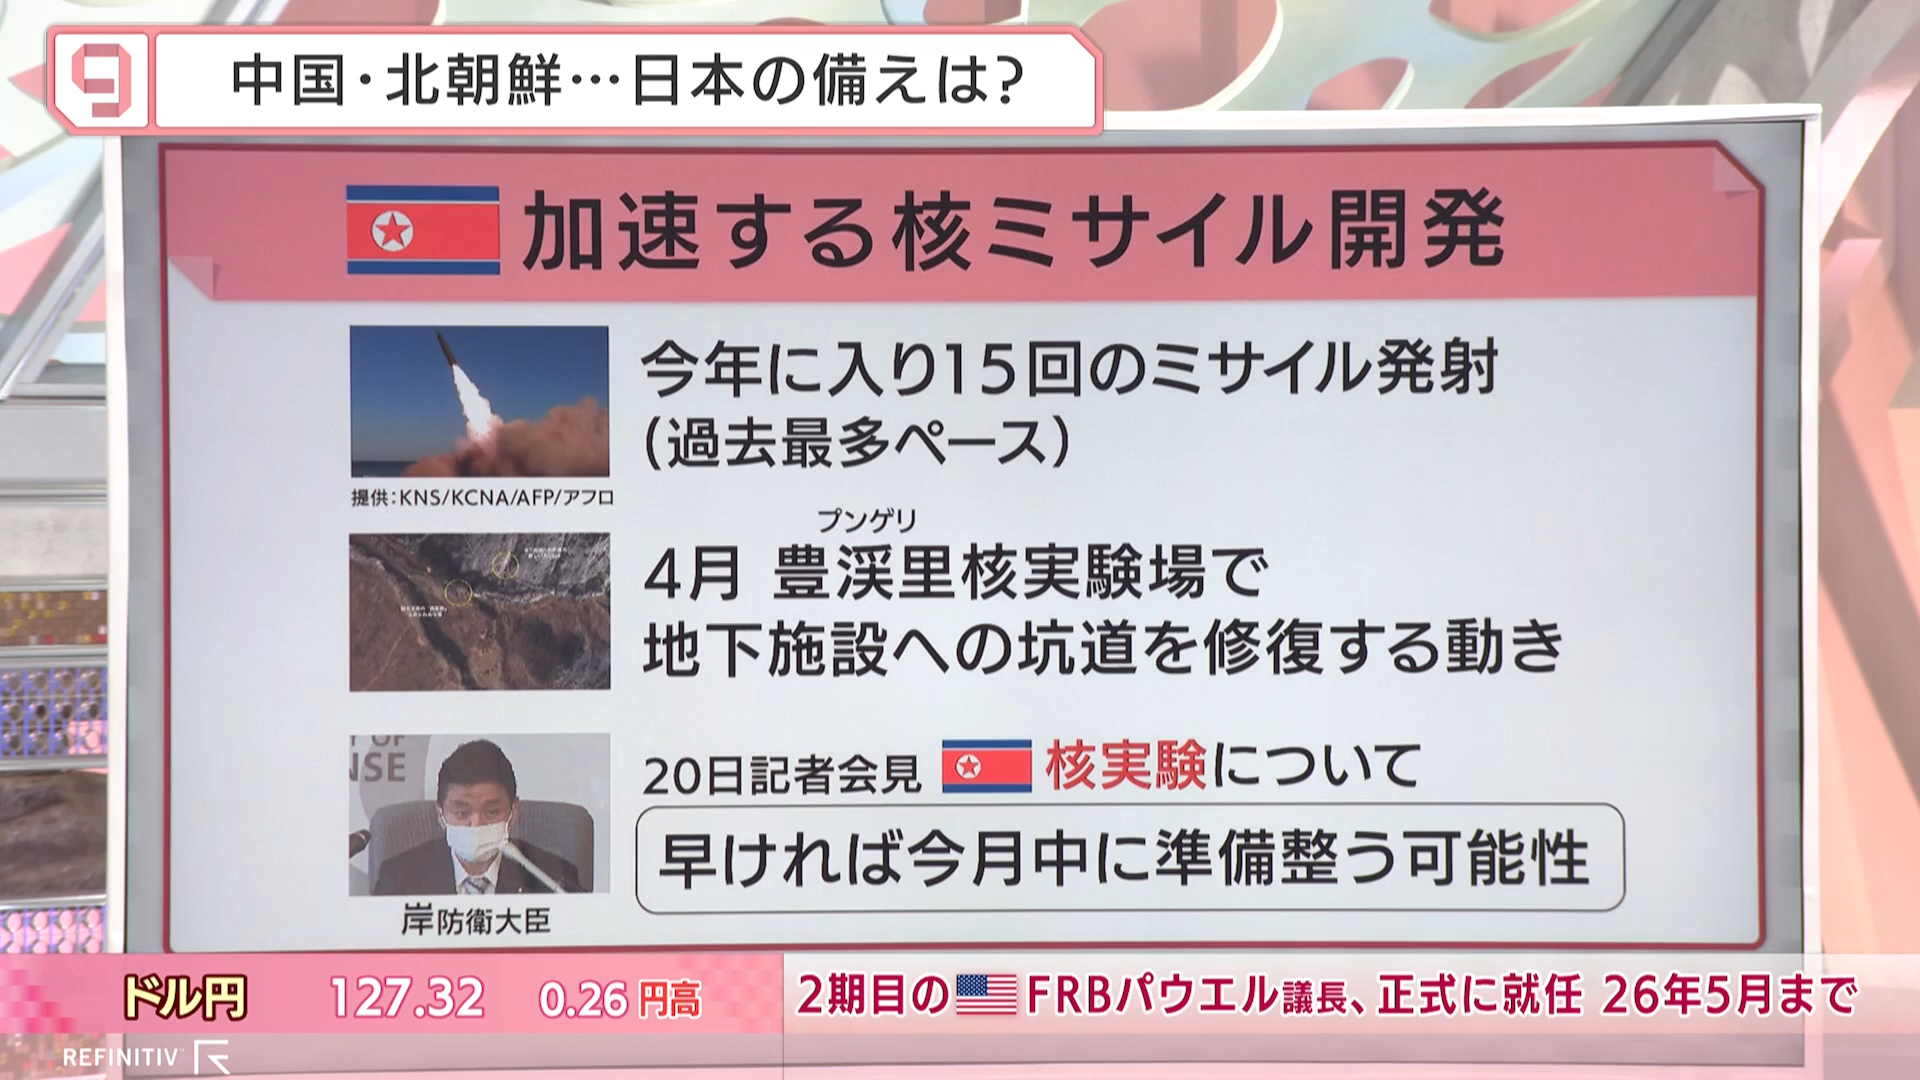 9
中国・北朝鮮…日本の備えは?
加速する核ミサイル開発
今年に入り15回のミサイル発射
(過去最多ペース)
提供:KNS/KCNA/AFP/アフロ
プンゲリ
4月 豊渓里核実験場で
地下施設への坑道を修復する動き
Y OF
NSE
20日記者会見 核実験について
早ければ今月中に準備整う可能性
岸防衛大臣
ドル円 127.32 0.26円高
2期目の FRBパウエル議長、正式に就任 26年5月まで
REFINITIV